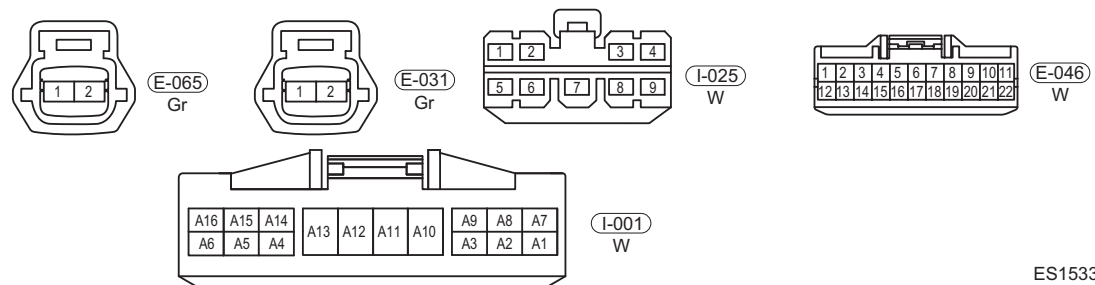 1 2
E-065
Gr
1 2
E-031
Gr
1 2 3 4
5 6 7 8 9
I-025
W
1 2 3 4 5 6 7 8 9 10 11
12 13 14 15 16 17 18 19 20 21 22
E-046
W
A16 A15 A14 A13 A12 A11 A10 A9 A8 A7
A6 A5 A4 A3 A2 A1
I-001
W
ES1533